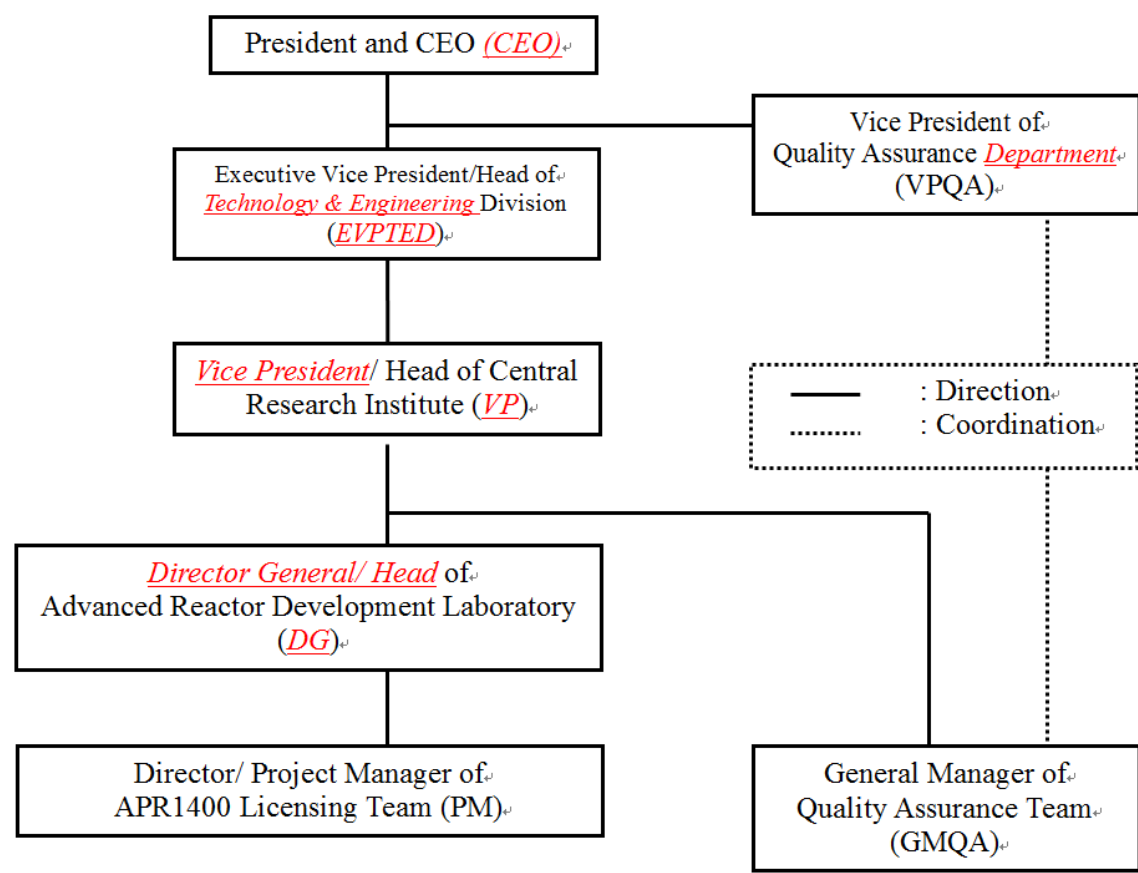 President and CEO (CEO)
Vice President of
Quality Assurance Department
(VPQA)
Executive Vice President/Head of
Technology & Engineering Division
(EVPTED)
Vice President/ Head of Central
Research Institute (VP)
: Direction
: Coordination
Director General/ Head of
Advanced Reactor Development Laboratory
(DG)
Director/ Project Manager of
APR1400 Licensing Team (PM)
General Manager of
Quality Assurance Team
(GMQA)